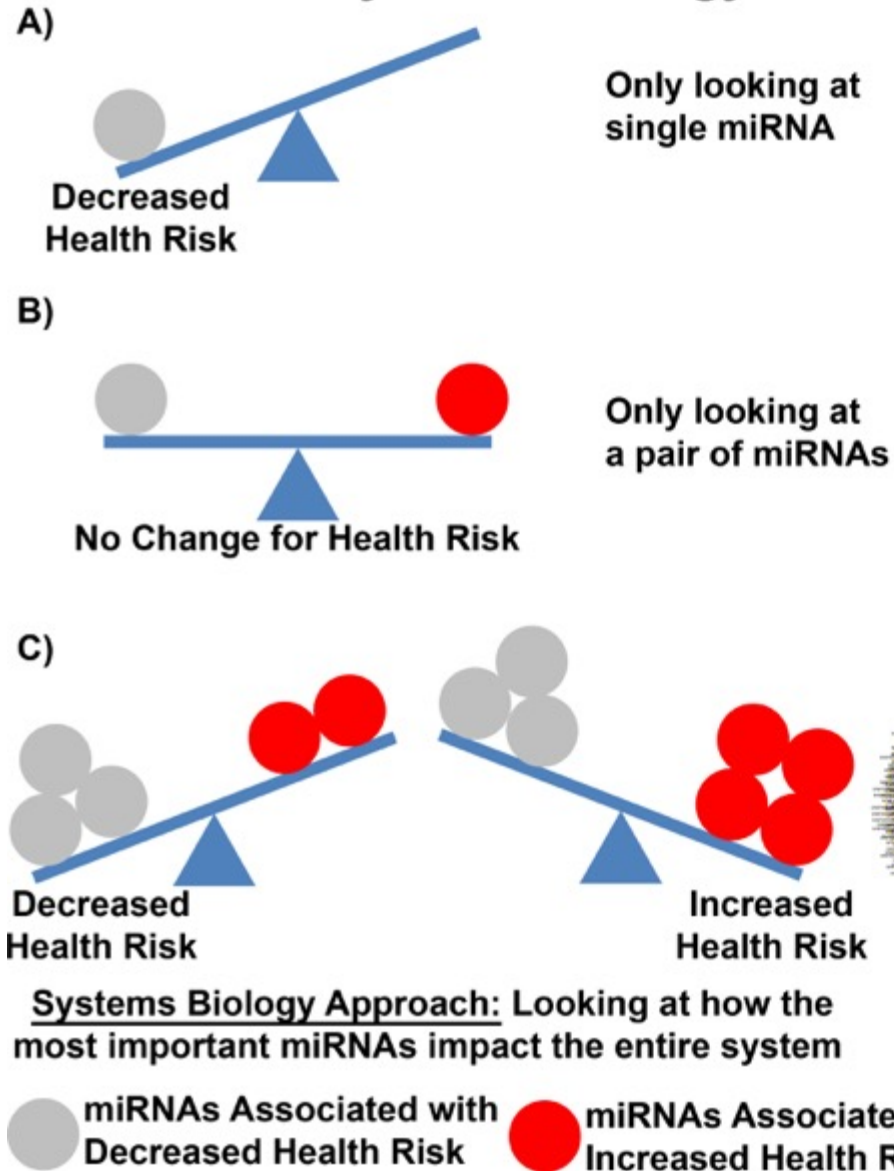 A)
Only looking at
single miRNA
Decreased
Health Risk
B)
Only looking at
a pair of miRNAs
No Change for Health Risk
C)
Decreased
Health Risk
Increased
Health Risk
Systems Biology Approach: Looking at how the
most important miRNAs impact the entire system
miRNAs Associated with
Decreased Health Risk
miRNAs Associate
Increased Health R